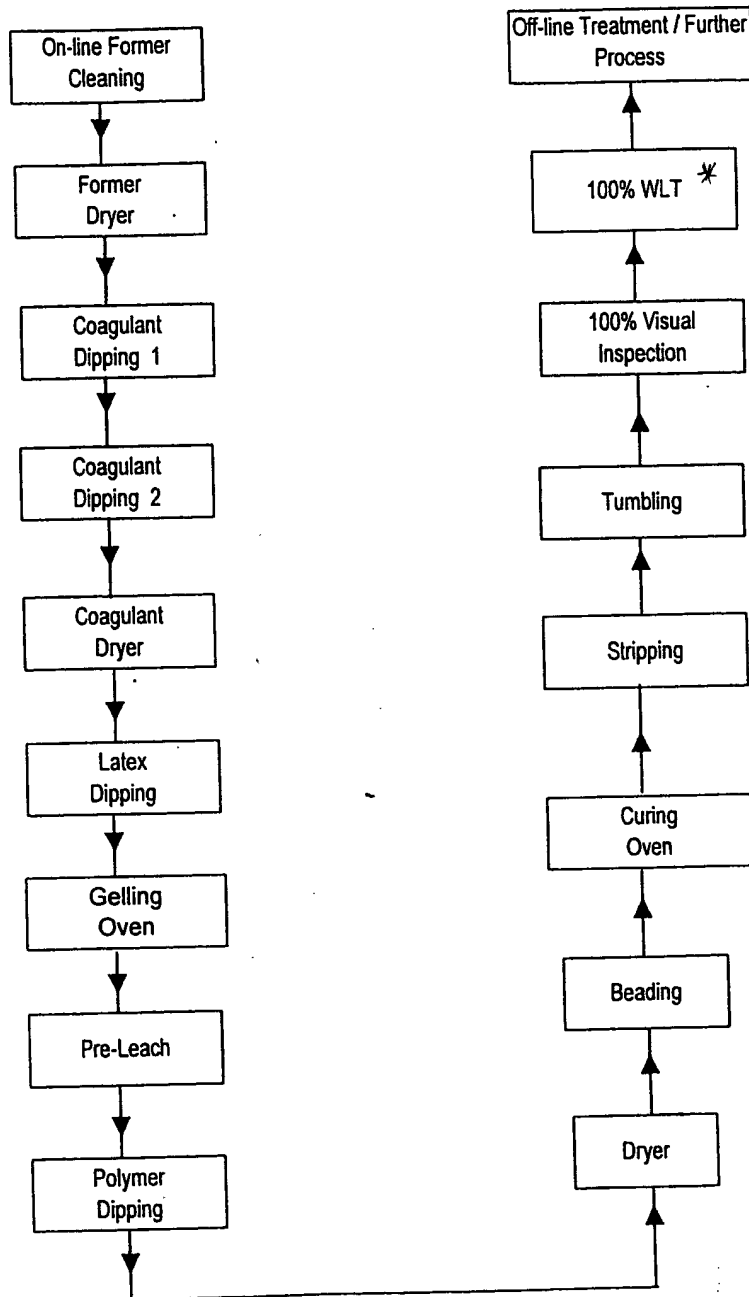 On-line Former
Cleaning
Former
Dryer
Coagulant
Dipping 1
Coagulant
Dipping 2
Coagulant
Dryer
Latex
Dipping
Gelling
Oven
Pre-Leach
Polymer
Dipping
Dryer
Beading
Curing
Oven
Stripping
Tumbling
100% Visual
Inspection
100% WLT *
Off-line Treatment / Further
Process